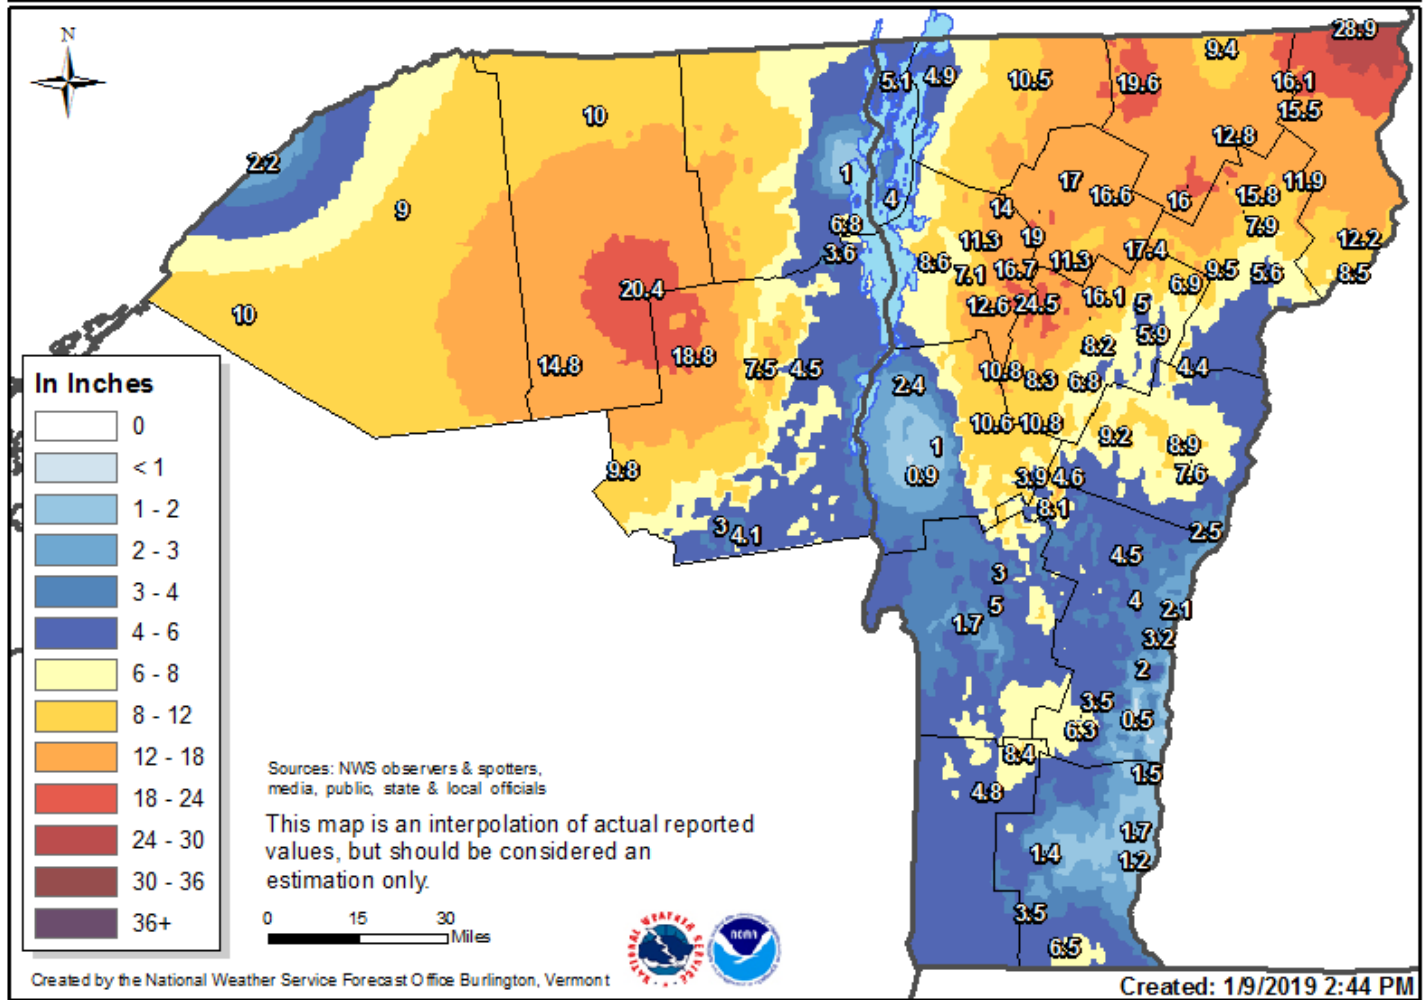 N
28.9
9.4
5.1 4.9 10.5 19.6 16.1
15.5
10
12.8
2.2
1 17 16.6 16 15.8 11.9
9 4 14
6.8 11.3 19 7.9 12.2
3.6 8.6 7.1 16.7 11.3 17.4 9.5 5.6 8.5
6.9
20.4 12.6 24.5 16.1 5
10
5.9
8.2
14.8 18.8 7.5 4.5 10.8 8.3 6.8 4.4
2.4
10.6 10.8
9.2 8.9
1
9.8 0.9 3.9 4.6 7.6
8.1
3 4.1 2.5
4.5
3
5 4 2.1
1.7
3.2
2
3.5
6.3 0.5
8.4
1.5
4.8
1.7
1.4 1.2
3.5
6.5
In Inches
0
< 1
1 - 2
2 - 3
3 - 4
4 - 6
6 - 8
8 - 12
12 - 18
18 - 24
24 - 30
30 - 36
36+
Sources: NWS observers & spotters,
media, public, state & local officials
This map is an interpolation of actual reported
values, but should be considered an
estimation only.
0 15 30
Miles
NATIONAL WEATHER SERVICE
noaa
Created by the National Weather Service Forecast Office Burlington, Vermont
Created: 1/9/2019 2:44 PM